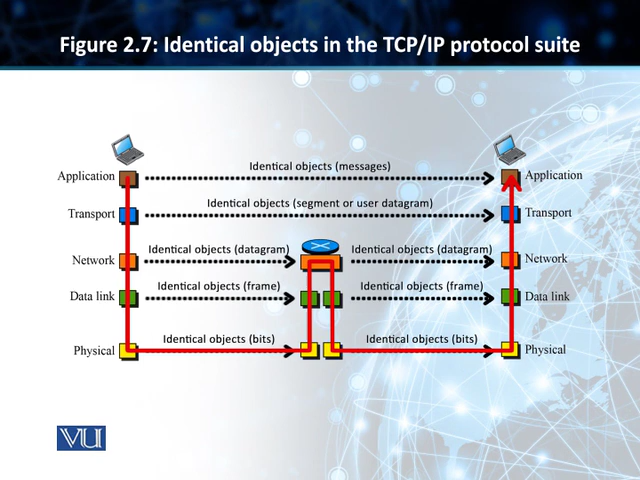 Figure 2.7: Identical objects in the TCP/IP protocol suite
Identical objects (messages)
Application
Application
Identical objects (segment or user datagram)
Transport
Transport
Identical objects (datagram)
Identical objects (datagram)
Network
Network
Identical objects (frame)
Identical objects (frame)
Data link
Data link
Identical objects (bits)
Identical objects (bits)
Physical
Physical
VU